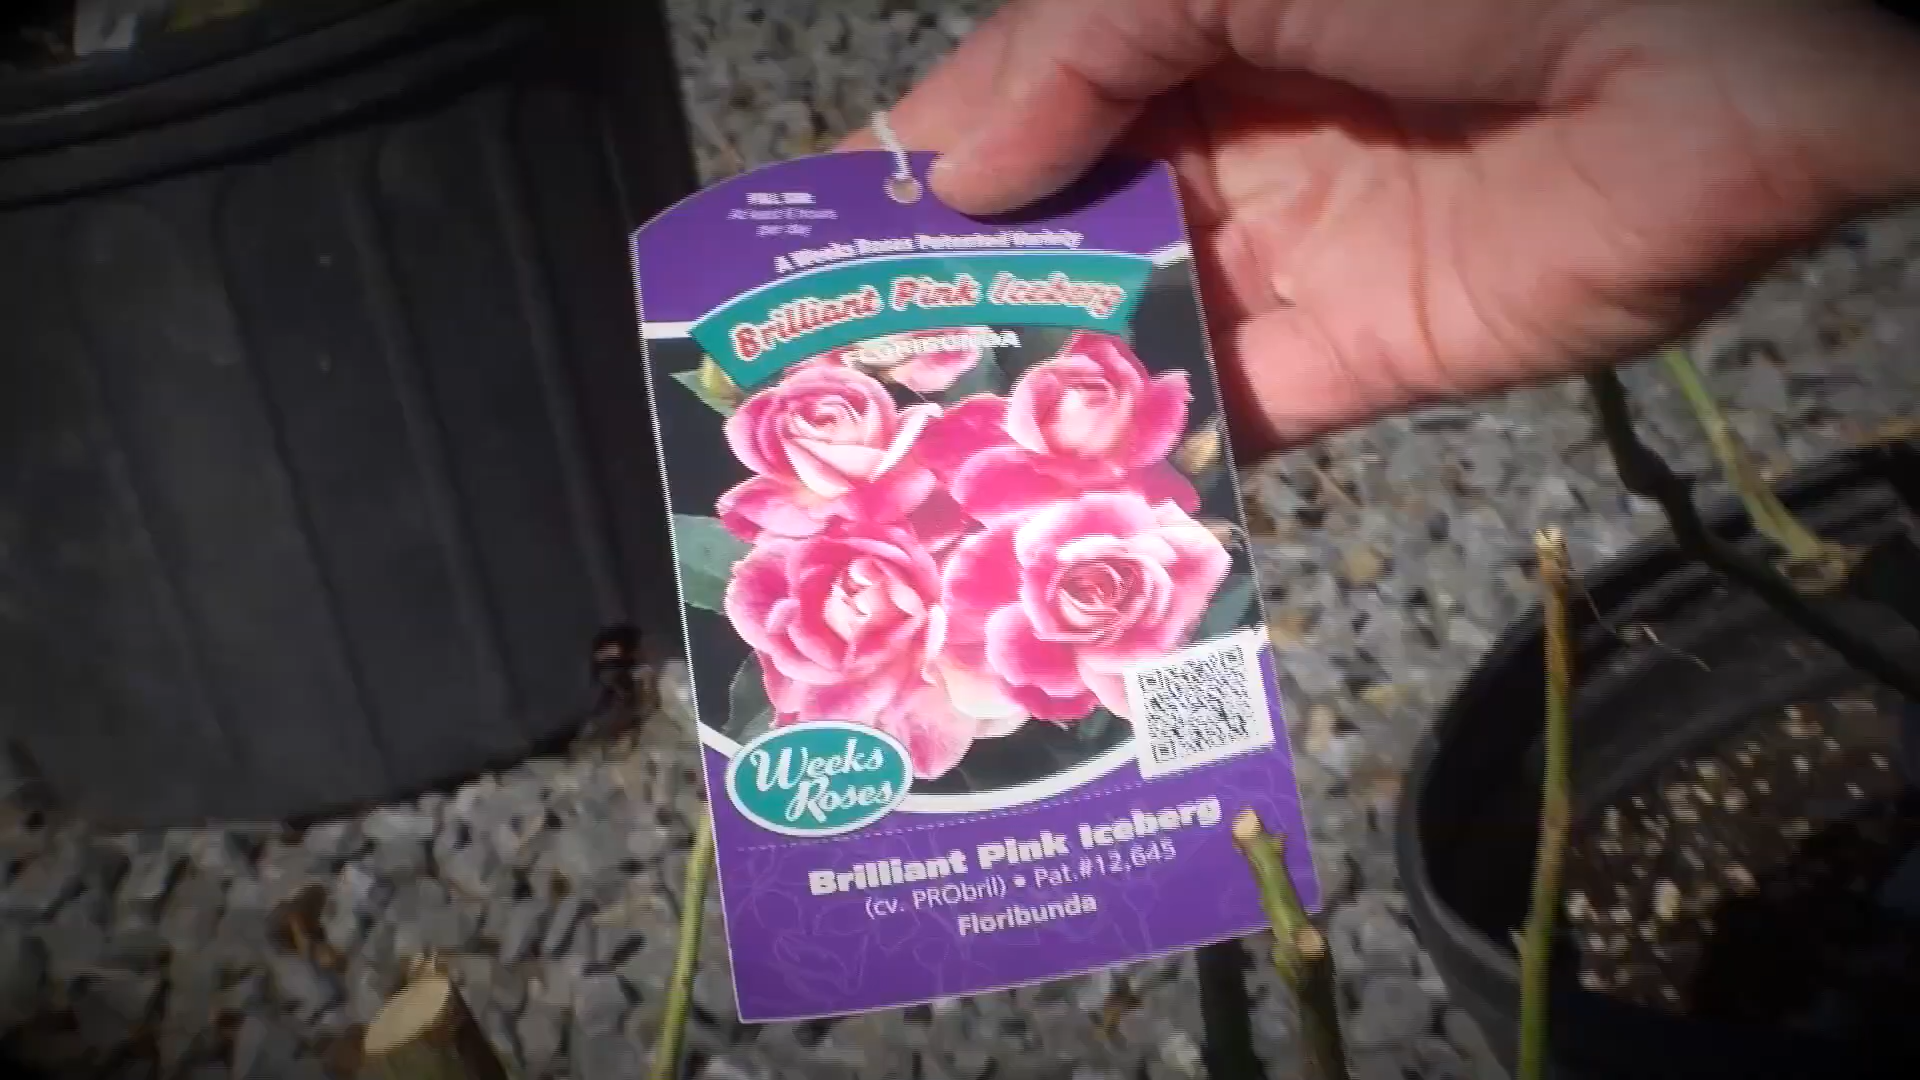 FULL SUN:
At least 6 hours
per day
A Weeks Roses Patented Variety
Brilliant Pink Iceberg
FLORIBUNDA
Weeks
Roses
Brilliant Pink Iceberg
(cv. PRObril) • Pat.#12,645
Floribunda